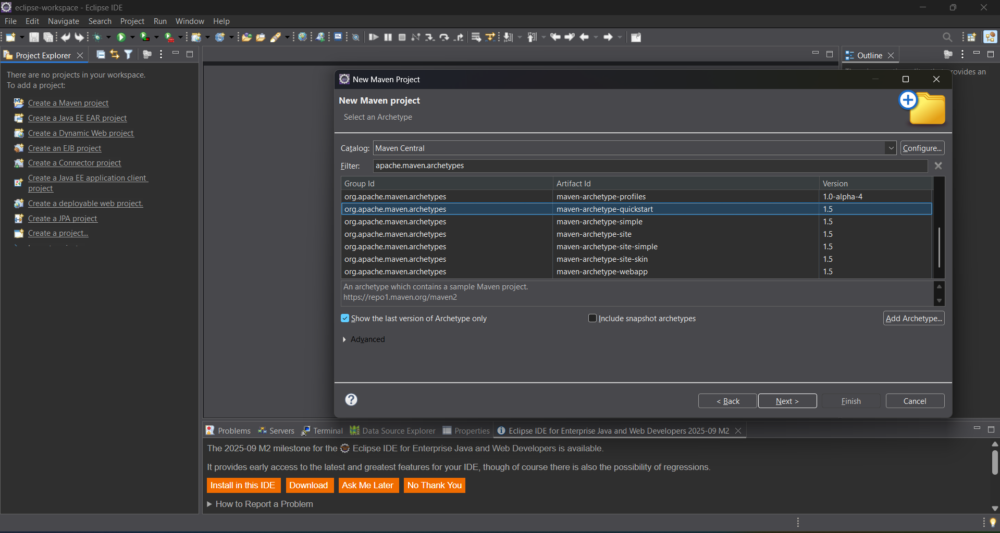 eclipse-workspace - Eclipse IDE
File Edit Navigate Search Project Run Window Help
Project Explorer
There are no projects in your workspace.
To add a project:
Create a Maven project
Create a Java EE EAR project
Create a Dynamic Web project
Create an EJB project
Create a Connector project
Create a Java EE application client
project
Create a deployable web project.
Create a JPA project
Create a project...
Outline
ovides an
New Maven Project
New Maven project
Select an Archetype
Catalog: Maven Central Configure...
Filter: apache.maven.archetypes
Group Id Artifact Id Version
org.apache.maven.archetypes maven-archetype-profiles 1.0-alpha-4
org.apache.maven.archetypes maven-archetype-quickstart 1.5
org.apache.maven.archetypes maven-archetype-simple 1.5
org.apache.maven.archetypes maven-archetype-site 1.5
org.apache.maven.archetypes maven-archetype-site-simple 1.5
org.apache.maven.archetypes maven-archetype-site-skin 1.5
org.apache.maven.archetypes maven-archetype-webapp 1.5
An archetype which contains a sample Maven project.
https://repo1.maven.org/maven2
Show the last version of Archetype only Include snapshot archetypes Add Archetype...
Advanced
< Back Next > Finish Cancel
Problems Servers Terminal Data Source Explorer Properties Eclipse IDE for Enterprise Java and Web Developers 2025-09 M2
The 2025-09 M2 milestone for the Eclipse IDE for Enterprise Java and Web Developers is available.
It provides early access to the latest and greatest features for your IDE, though of course there is also the possibility of regressions.
Install in this IDE Download Ask Me Later No Thank You
How to Report a Problem